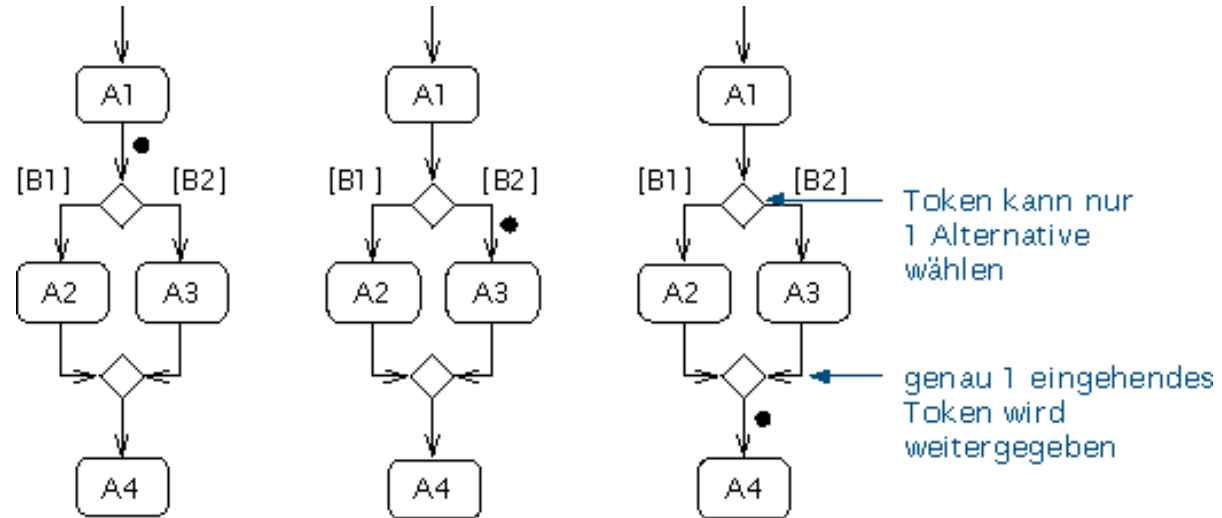 A1
A1
A1
[B1]
[B2]
[B1]
[B2]
[B1]
[B2]
Token kann nur
1 Alternative
wählen
A2
A3
A2
A3
A2
A3
genau 1 eingehendes
Token wird
weitergegeben
A4
A4
A4